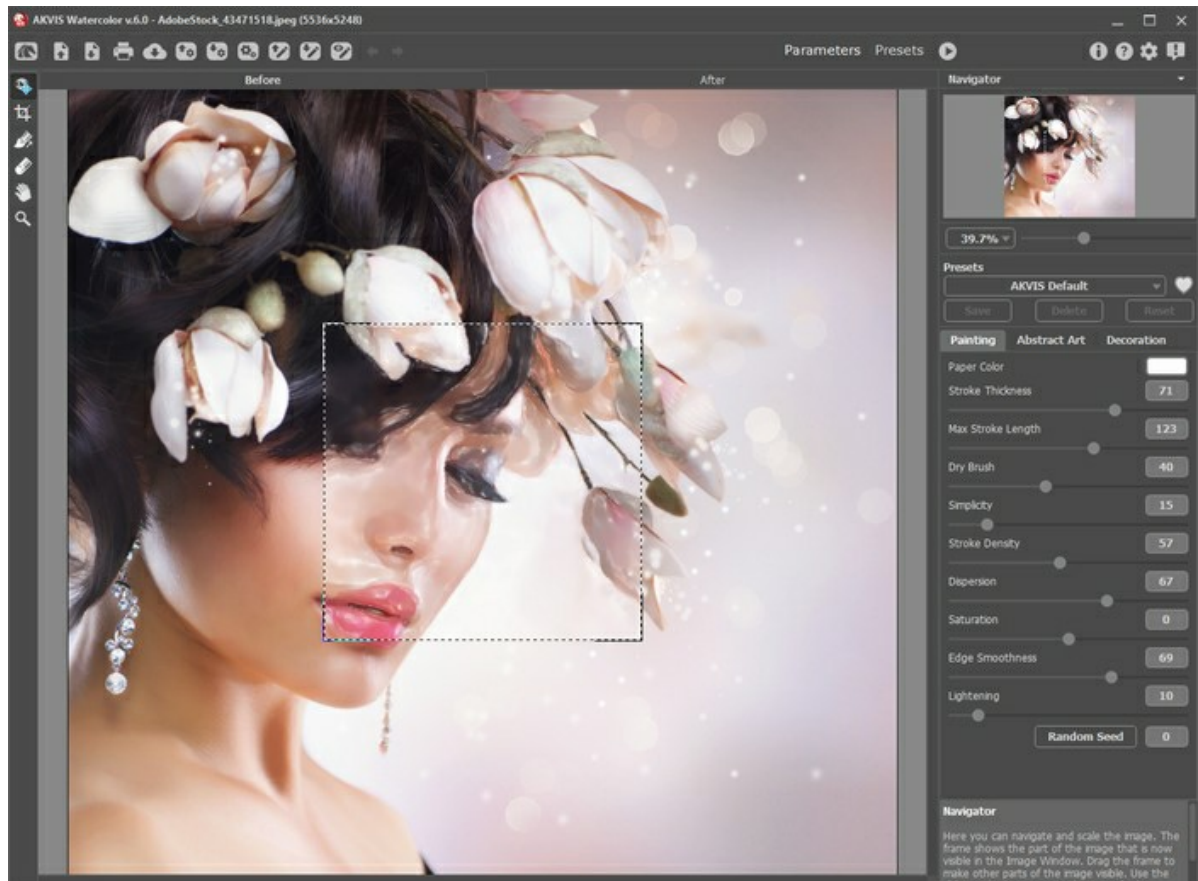 AKVIS Watercolor v.6.0 - AdobeStock_43471518.jpeg (5536x5248)
Parameters Presets
Before After
Navigator
39.7%
Presets
AKVIS Default
Save Delete Reset
Painting Abstract Art Decoration
Paper Color
Stroke Thickness 71
Max Stroke Length 123
Dry Brush 40
Simplicity 15
Stroke Density 57
Dispersion 67
Saturation 0
Edge Smoothness 69
Lightening 10
Random Seed 0
Navigator
Here you can navigate and scale the image. The
frame shows the part of the image that is now
visible in the Image Window. Drag the frame to
make other parts of the image visible. Use the